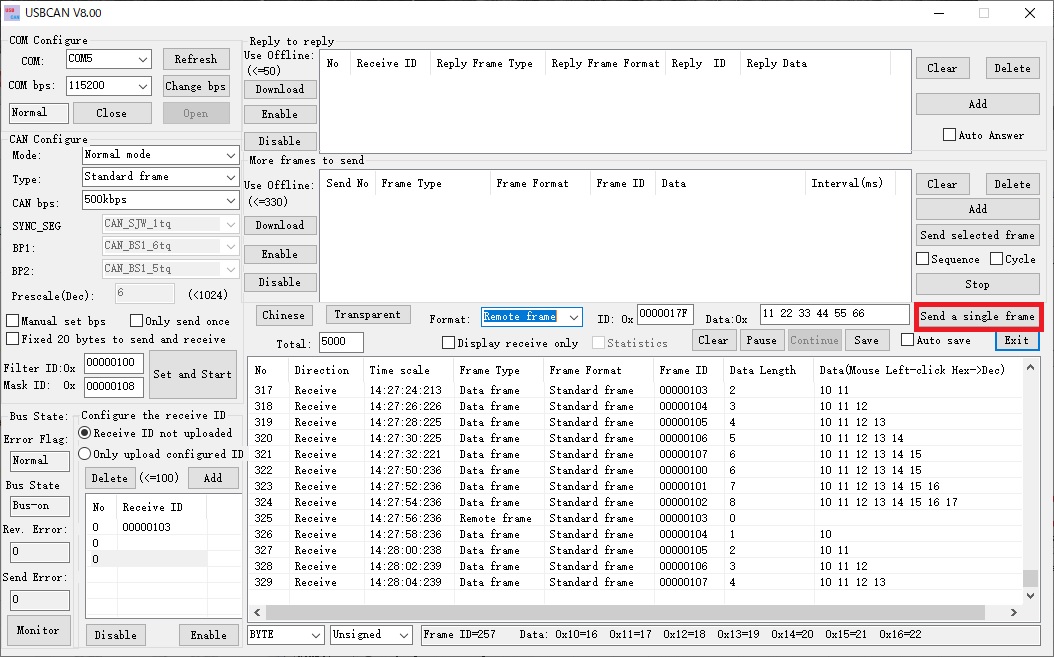 USBCAN V8.00
COM Configure
COM: COM5 Refresh
COM bps: 115200 Change bps
Normal Close Open
CAN Configure
Mode: Normal mode
Type: Standard frame
CAN bps: 500kbps
SYNC_SEG CAN_SJW_1tq
BP1: CAN_BS1_6tq
BP2: CAN_BS1_5tq
Prescale(Dec): 6 (<1024)
Manual set bps Only send once
Fixed 20 bytes to send and receive
Filter ID:0x 00000100
Mask ID: 0x 00000108
Set and Start
Bus State:
Error Flag:
Normal
Bus State
Bus-on
Rev. Error:
0
Send Error:
0
Monitor
Configure the receive ID
Receive ID not uploaded
Only upload configured ID
Delete (<=100) Add
No Receive ID
0 00000103
0
0
Disable Enable
Reply to reply
Use Offline:
(<=50)
Download
Enable
Disable
No Receive ID Reply Frame Type Reply Frame Format Reply ID Reply Data
Clear Delete
Add
Auto Answer
More frames to send
Use Offline:
(<=330)
Download
Enable
Disable
Send No Frame Type Frame Format Frame ID Data Interval(ms)
Clear Delete
Add
Send selected frame
Sequence Cycle
Stop
Chinese Transparent Format: Remote frame ID: 0x 0000017F Data:0x 11 22 33 44 55 66 Send a single frame
Total: 5000 Display receive only Statistics Clear Pause Continue Save Auto save Exit
No Direction Time scale Frame Type Frame Format Frame ID Data Length Data(Mouse Left-click Hex->Dec)
317 Receive 14:27:24:213 Data frame Standard frame 00000103 2 10 11
318 Receive 14:27:26:226 Data frame Standard frame 00000104 3 10 11 12
319 Receive 14:27:28:225 Data frame Standard frame 00000105 4 10 11 12 13
320 Receive 14:27:30:225 Data frame Standard frame 00000106 5 10 11 12 13 14
321 Receive 14:27:32:221 Data frame Standard frame 00000107 6 10 11 12 13 14 15
322 Receive 14:27:50:236 Data frame Standard frame 00000100 6 10 11 12 13 14 15
323 Receive 14:27:52:236 Data frame Standard frame 00000101 7 10 11 12 13 14 15 16
324 Receive 14:27:54:236 Data frame Standard frame 00000102 8 10 11 12 13 14 15 16 17
325 Receive 14:27:56:236 Remote frame Standard frame 00000103 0
326 Receive 14:27:58:236 Data frame Standard frame 00000104 1 10
327 Receive 14:28:00:238 Data frame Standard frame 00000105 2 10 11
328 Receive 14:28:02:239 Data frame Standard frame 00000106 3 10 11 12
329 Receive 14:28:04:239 Data frame Standard frame 00000107 4 10 11 12 13
BYTE Unsigned Frame ID=257 Data: 0x10=16 0x11=17 0x12=18 0x13=19 0x14=20 0x15=21 0x16=22